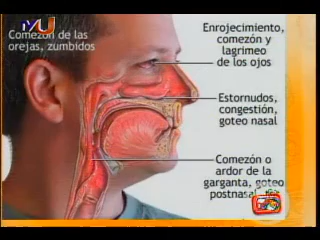 YU
Comezón de las
orejas, zumbidos
Enrojecimiento,
comezón y
lagrimeo
de los ojos
Estornudos,
congestión,
goteo nasal
Comezón o
ardor de la
garganta, goteo
postnasal,